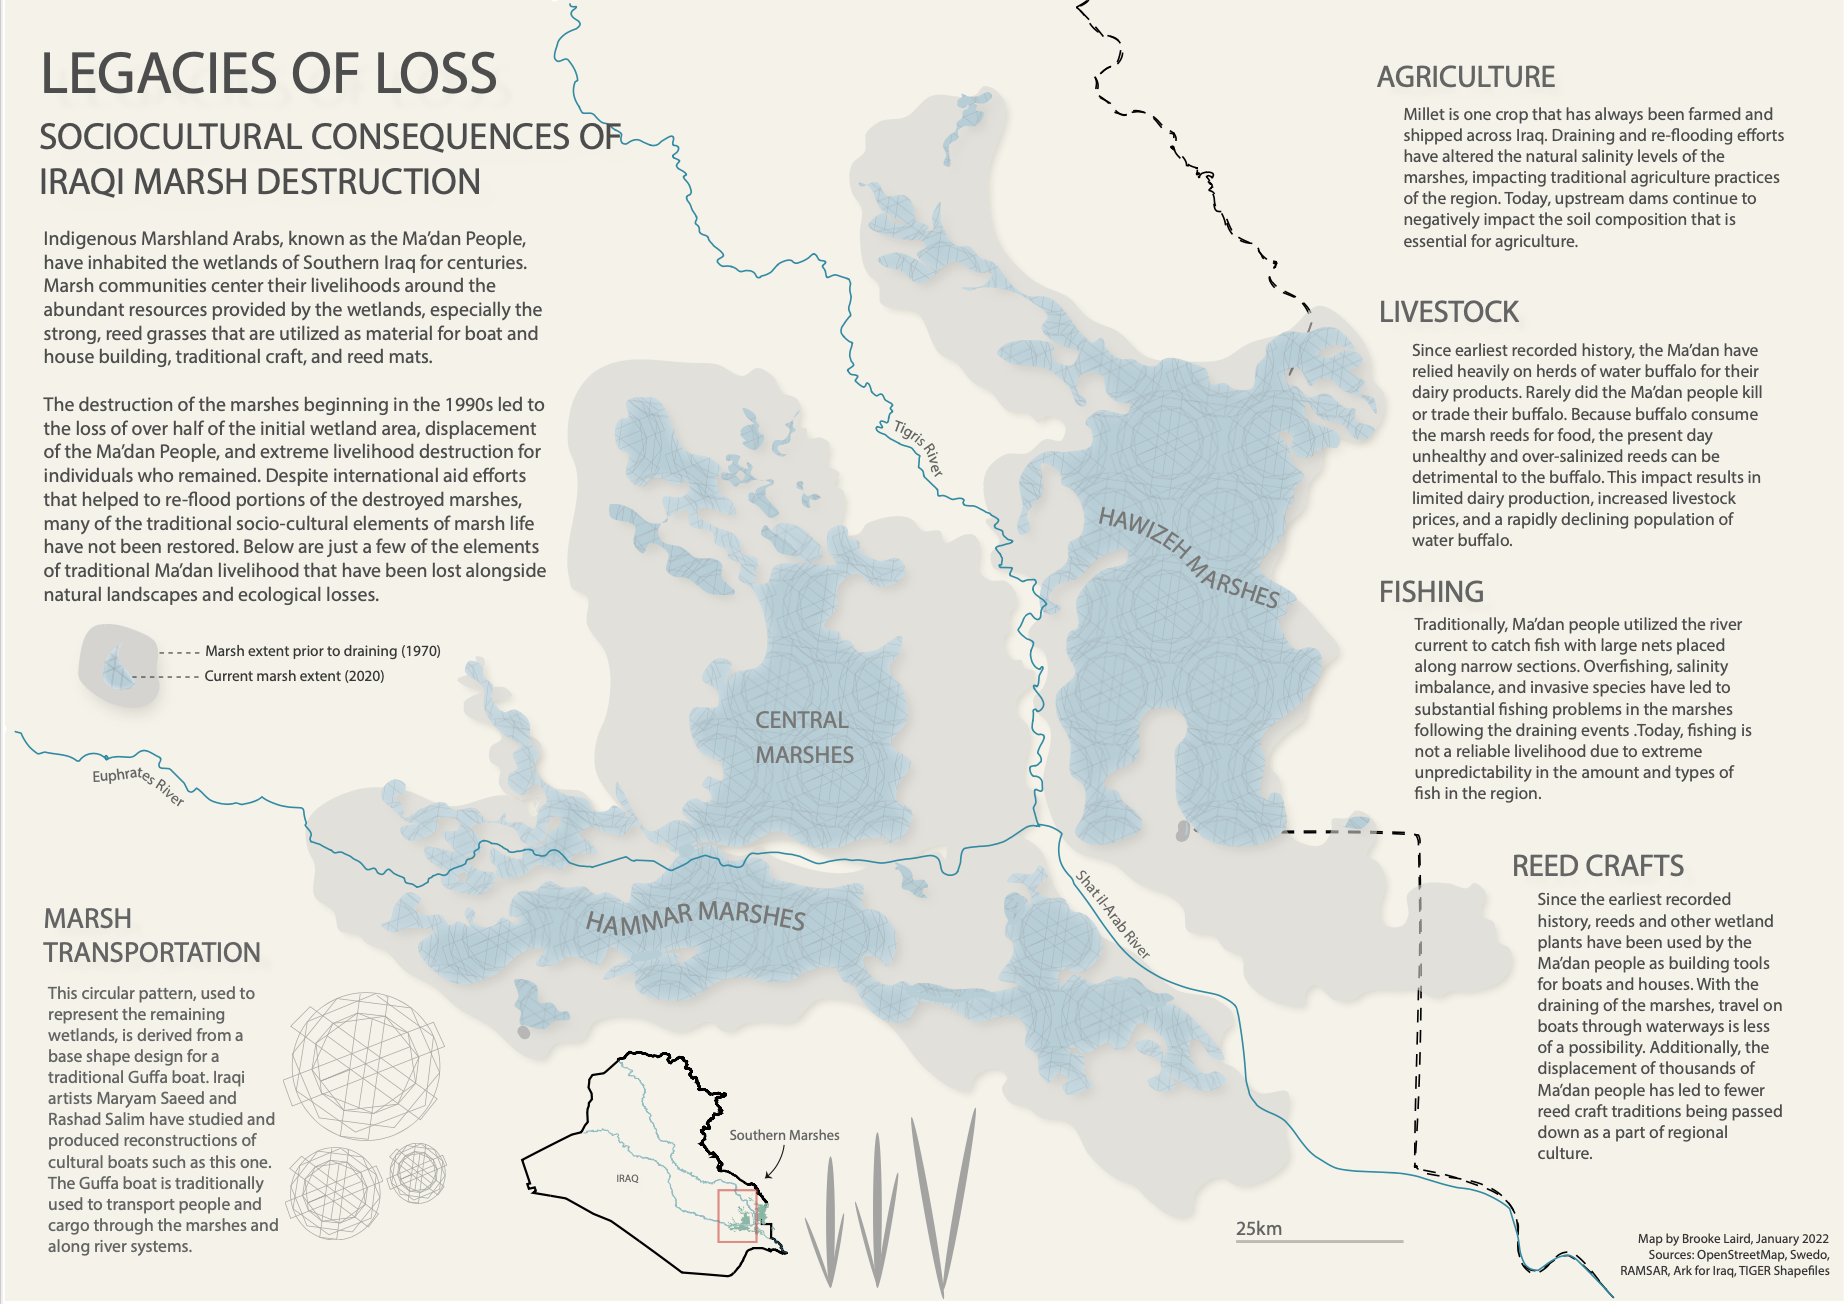 LEGACIES OF LOSS
SOCIOCULTURAL CONSEQUENCES OF
IRAQI MARSH DESTRUCTION
Indigenous Marshland Arabs, known as the Ma'dan People,
have inhabited the wetlands of Southern Iraq for centuries.
Marsh communities center their livelihoods around the
abundant resources provided by the wetlands, especially the
strong, reed grasses that are utilized as material for boat and
house building, traditional craft, and reed mats.
The destruction of the marshes beginning in the 1990s led to
the loss of over half of the initial wetland area, displacement
of the Ma'dan People, and extreme livelihood destruction for
individuals who remained. Despite international aid efforts
that helped to re-flood portions of the destroyed marshes,
many of the traditional socio-cultural elements of marsh life
have not been restored. Below are just a few of the elements
of traditional Ma'dan livelihood that have been lost alongside
natural landscapes and ecological losses.
Marsh extent prior to draining (1970)
Current marsh extent (2020)
Euphrates River
Tigris River
HAWIZEH MARSHES
CENTRAL
MARSHES
HAMMAR MARSHES
Shat il-Arab River
MARSH
TRANSPORTATION
This circular pattern, used to
represent the remaining
wetlands, is derived from a
base shape design for a
traditional Guffa boat. Iraqi
artists Maryam Saeed and
Rashad Salim have studied and
produced reconstructions of
cultural boats such as this one.
The Guffa boat is traditionally
used to transport people and
cargo through the marshes and
along river systems.
Southern Marshes
IRAQ
25km
AGRICULTURE
Millet is one crop that has always been farmed and
shipped across Iraq. Draining and re-flooding efforts
have altered the natural salinity levels of the
marshes, impacting traditional agriculture practices
of the region. Today, upstream dams continue to
negatively impact the soil composition that is
essential for agriculture.
LIVESTOCK
Since earliest recorded history, the Ma'dan have
relied heavily on herds of water buffalo for their
dairy products. Rarely did the Ma'dan people kill
or trade their buffalo. Because buffalo consume
the marsh reeds for food, the present day
unhealthy and over-salinized reeds can be
detrimental to the buffalo. This impact results in
limited dairy production, increased livestock
prices, and a rapidly declining population of
water buffalo.
FISHING
Traditionally, Ma'dan people utilized the river
current to catch fish with large nets placed
along narrow sections. Overfishing, salinity
imbalance, and invasive species have led to
substantial fishing problems in the marshes
following the draining events .Today, fishing is
not a reliable livelihood due to extreme
unpredictability in the amount and types of
fish in the region.
REED CRAFTS
Since the earliest recorded
history, reeds and other wetland
plants have been used by the
Ma'dan people as building tools
for boats and houses. With the
draining of the marshes, travel on
boats through waterways is less
of a possibility. Additionally, the
displacement of thousands of
Ma'dan people has led to fewer
reed craft traditions being passed
down as a part of regional
culture.
Map by Brooke Laird, January 2022
Sources: OpenStreetMap, Swedo,
RAMSAR, Ark for Iraq, TIGER Shapefiles